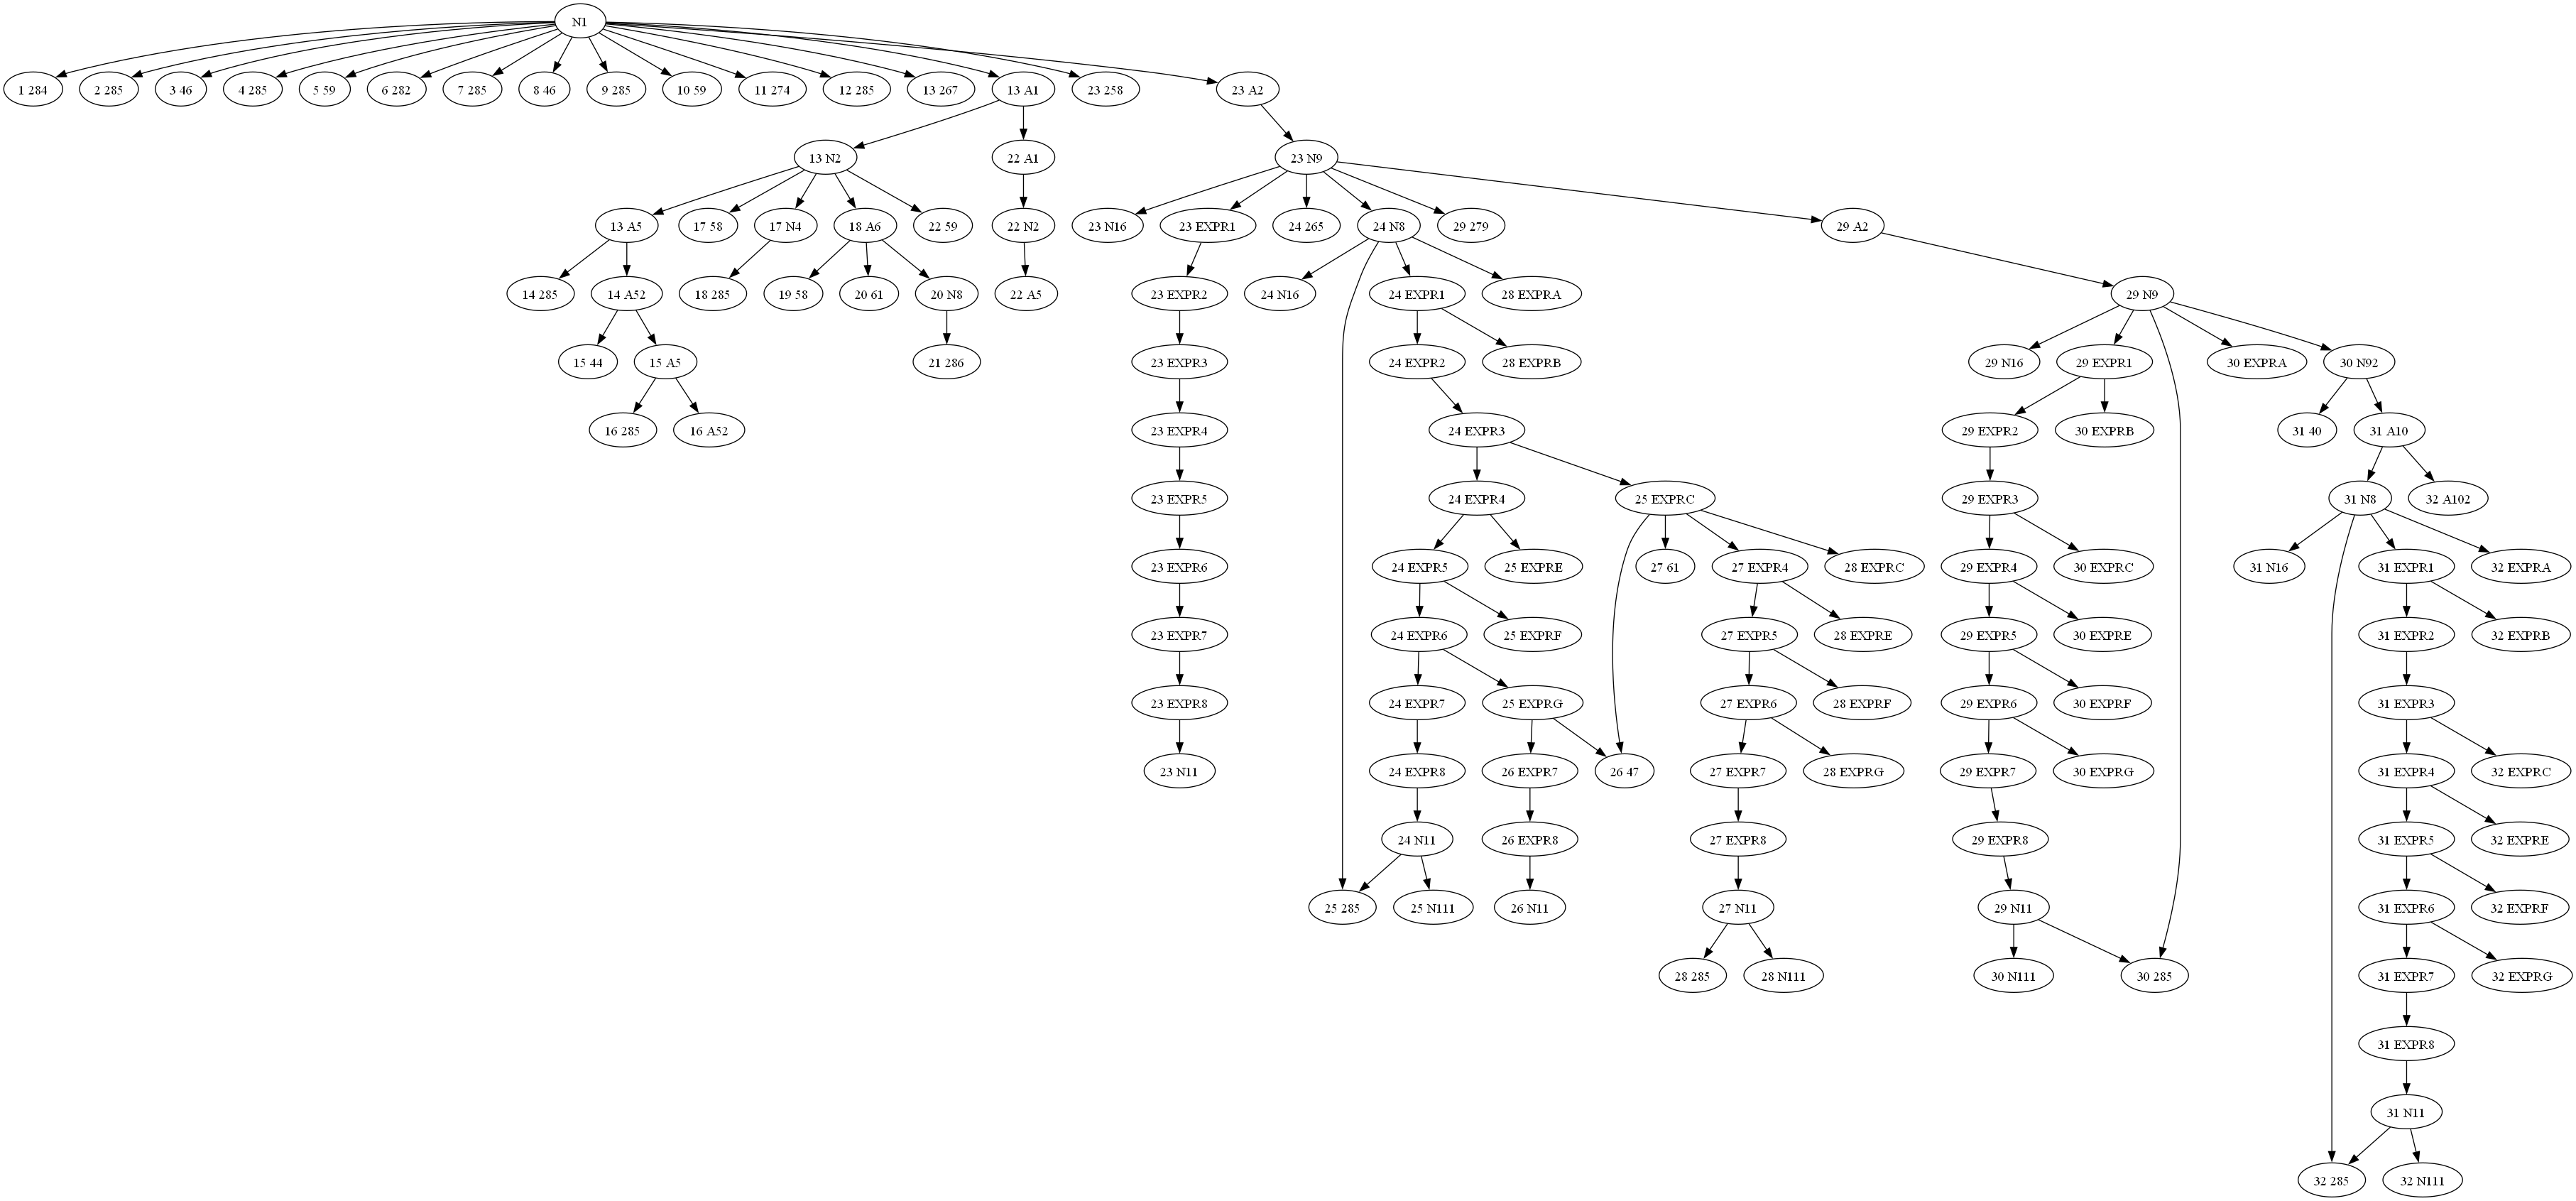 N1
1 284
2 285
3 46
4 285
5 59
6 282
7 285
8 46
9 285
10 59
11 274
12 285
13 267
13 A1
23 258
23 A2
13 N2
22 A1
23 N9
13 A5
17 58
17 N4
18 A6
22 59
22 N2
23 N16
23 EXPR1
24 265
24 N8
29 279
29 A2
14 285
14 A52
18 285
19 58
20 61
20 N8
22 A5
23 EXPR2
24 N16
24 EXPR1
28 EXPRA
29 N9
15 44
15 A5
21 286
23 EXPR3
24 EXPR2
28 EXPRB
29 N16
29 EXPR1
30 EXPRA
30 N92
16 285
16 A52
23 EXPR4
24 EXPR3
29 EXPR2
30 EXPRB
31 40
31 A10
23 EXPR5
24 EXPR4
25 EXPRC
29 EXPR3
31 N8
32 A102
23 EXPR6
24 EXPR5
25 EXPRE
27 61
27 EXPR4
28 EXPRC
29 EXPR4
30 EXPRC
31 N16
31 EXPR1
32 EXPRA
23 EXPR7
24 EXPR6
25 EXPRF
27 EXPR5
28 EXPRE
29 EXPR5
30 EXPRE
31 EXPR2
32 EXPRB
23 EXPR8
24 EXPR7
25 EXPRG
27 EXPR6
28 EXPRF
29 EXPR6
30 EXPRF
31 EXPR3
23 N11
24 EXPR8
26 EXPR7
26 47
27 EXPR7
28 EXPRG
29 EXPR7
30 EXPRG
31 EXPR4
32 EXPRC
24 N11
26 EXPR8
27 EXPR8
29 EXPR8
31 EXPR5
32 EXPRE
25 285
25 N111
26 N11
27 N11
29 N11
31 EXPR6
32 EXPRF
28 285
28 N111
30 N111
30 285
31 EXPR7
32 EXPRG
31 EXPR8
31 N11
32 285
32 N111